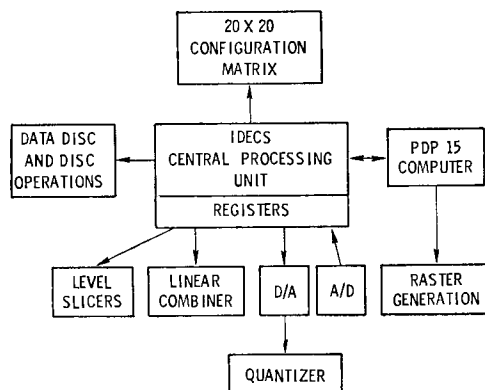 20 X 20
CONFIGURATION
MATRIX
DATA DISC
AND DISC
OPERATIONS
IDECS
CENTRAL PROCESSING
UNIT
REGISTERS
PDP 15
COMPUTER
LEVEL
SLICERS
LINEAR
COMBINER
D/A
A/D
RASTER
GENERATION
QUANTIZER